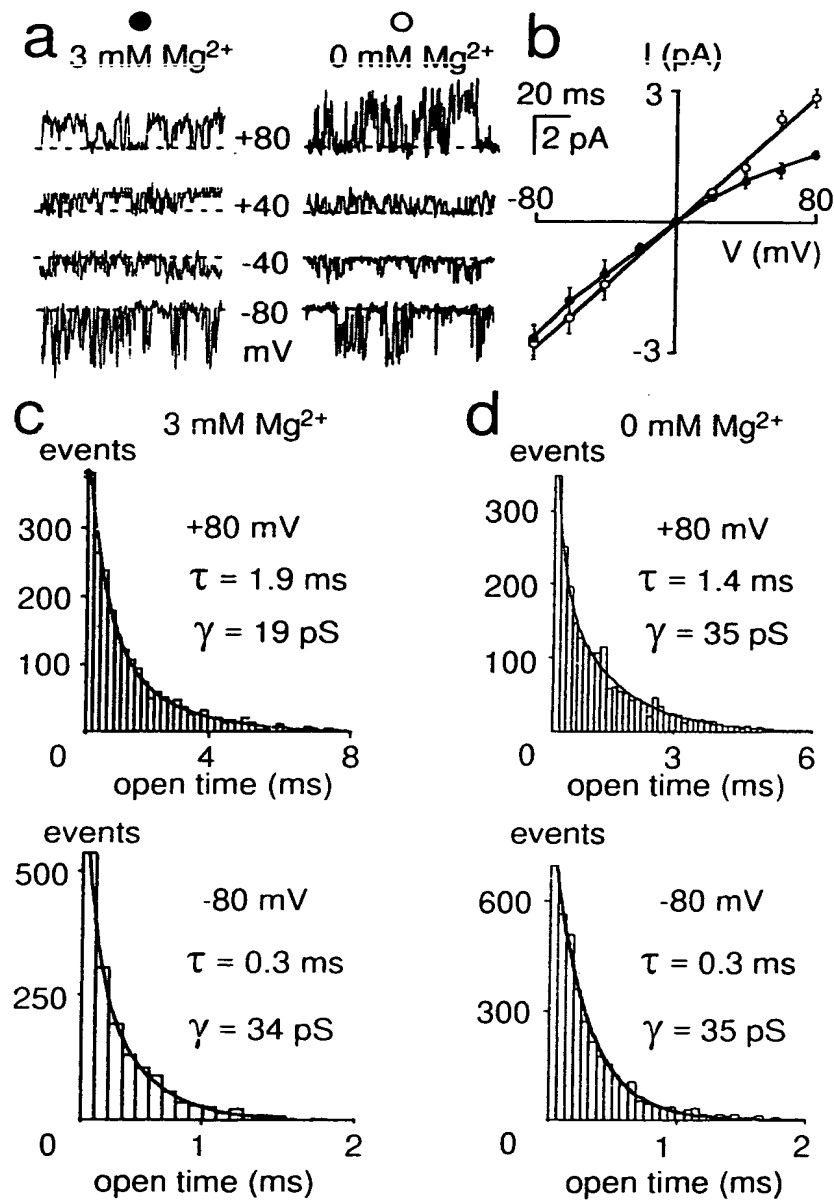 a
b
3 mM Mg2+
0 mM Mg2+
+80
+40
-40
-80
mV
20 ms
2 pA
I (pA)
3
-80
80
V (mV)
-3
c
3 mM Mg2+
events
300
200
100
+80 mV
τ = 1.9 ms
γ = 19 pS
0
4
8
open time (ms)
d
0 mM Mg2+
events
300
200
100
+80 mV
τ = 1.4 ms
γ = 35 pS
0
3
6
open time (ms)
events
500
250
-80 mV
τ = 0.3 ms
γ = 34 pS
0
1
2
open time (ms)
events
600
300
-80 mV
τ = 0.3 ms
γ = 35 pS
0
1
2
open time (ms)